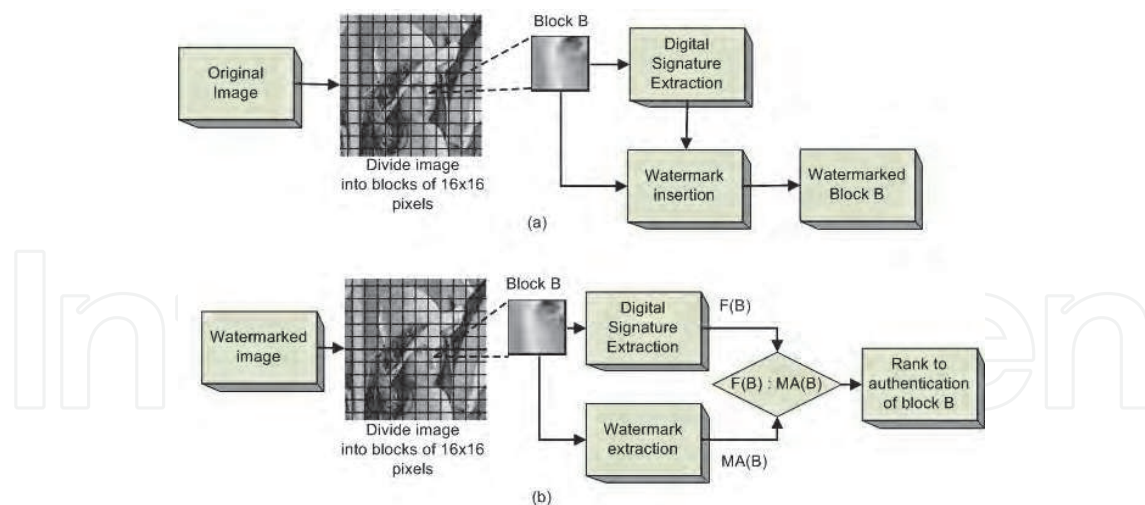 Block B
Original
Image
Digital
Signature
Extraction
Divide image
into blocks of 16x16
pixels
Watermark
insertion
Watermarked
Block B
(a)
Block B
Watermarked
image
Digital
Signature
Extraction
F(B)
F(B) : MA(B)
Rank to
authentication
of block B
Divide image
into blocks of 16x16
pixels
Watermark
extraction
MA(B)
(b)